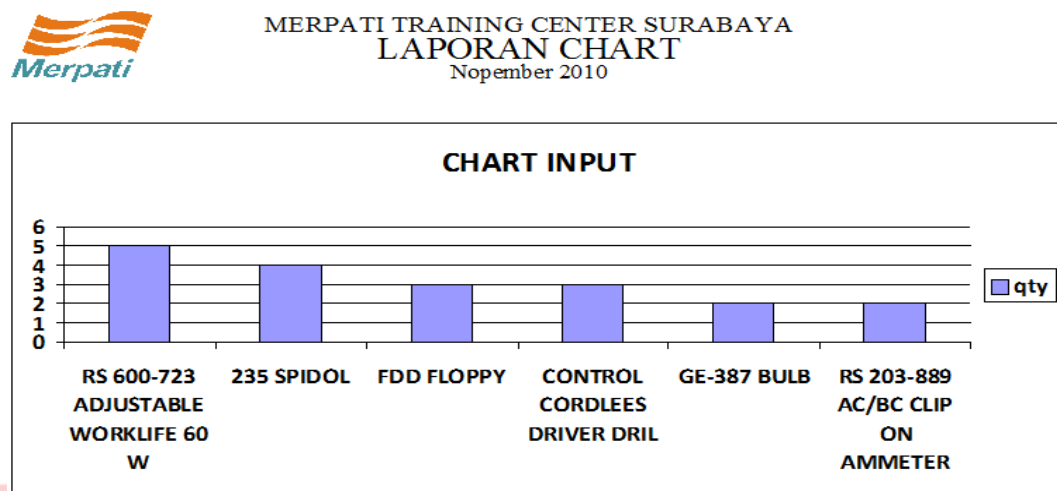 Merpati
MERPATI TRAINING CENTER SURABAYA
LAPORAN CHART
Nopember 2010
CHART INPUT
6
5
4
3
2
1
0
RS 600-723
ADJUSTABLE
WORKLIFE 60
W
235 SPIDOL
FDD FLOPPY
CONTROL
CORDLEES
DRIVER DRIL
GE-387 BULB
RS 203-889
AC/BC CLIP
ON
AMMETER
qty